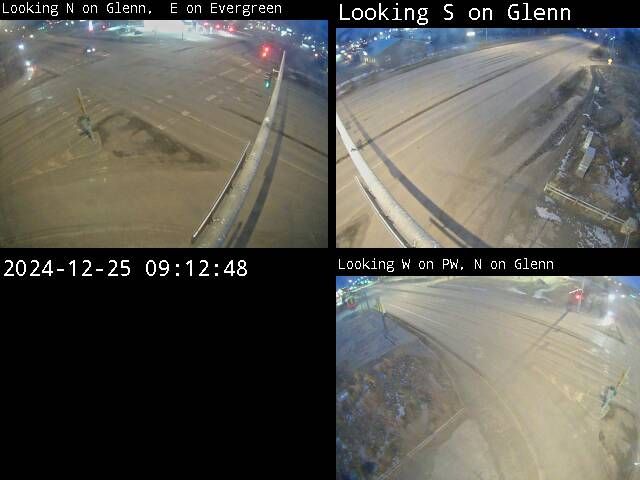 Looking N on Glenn, E on Evergreen
Looking S on Glenn
2024-12-25 09:12:48
Looking W on PW, N on Glenn